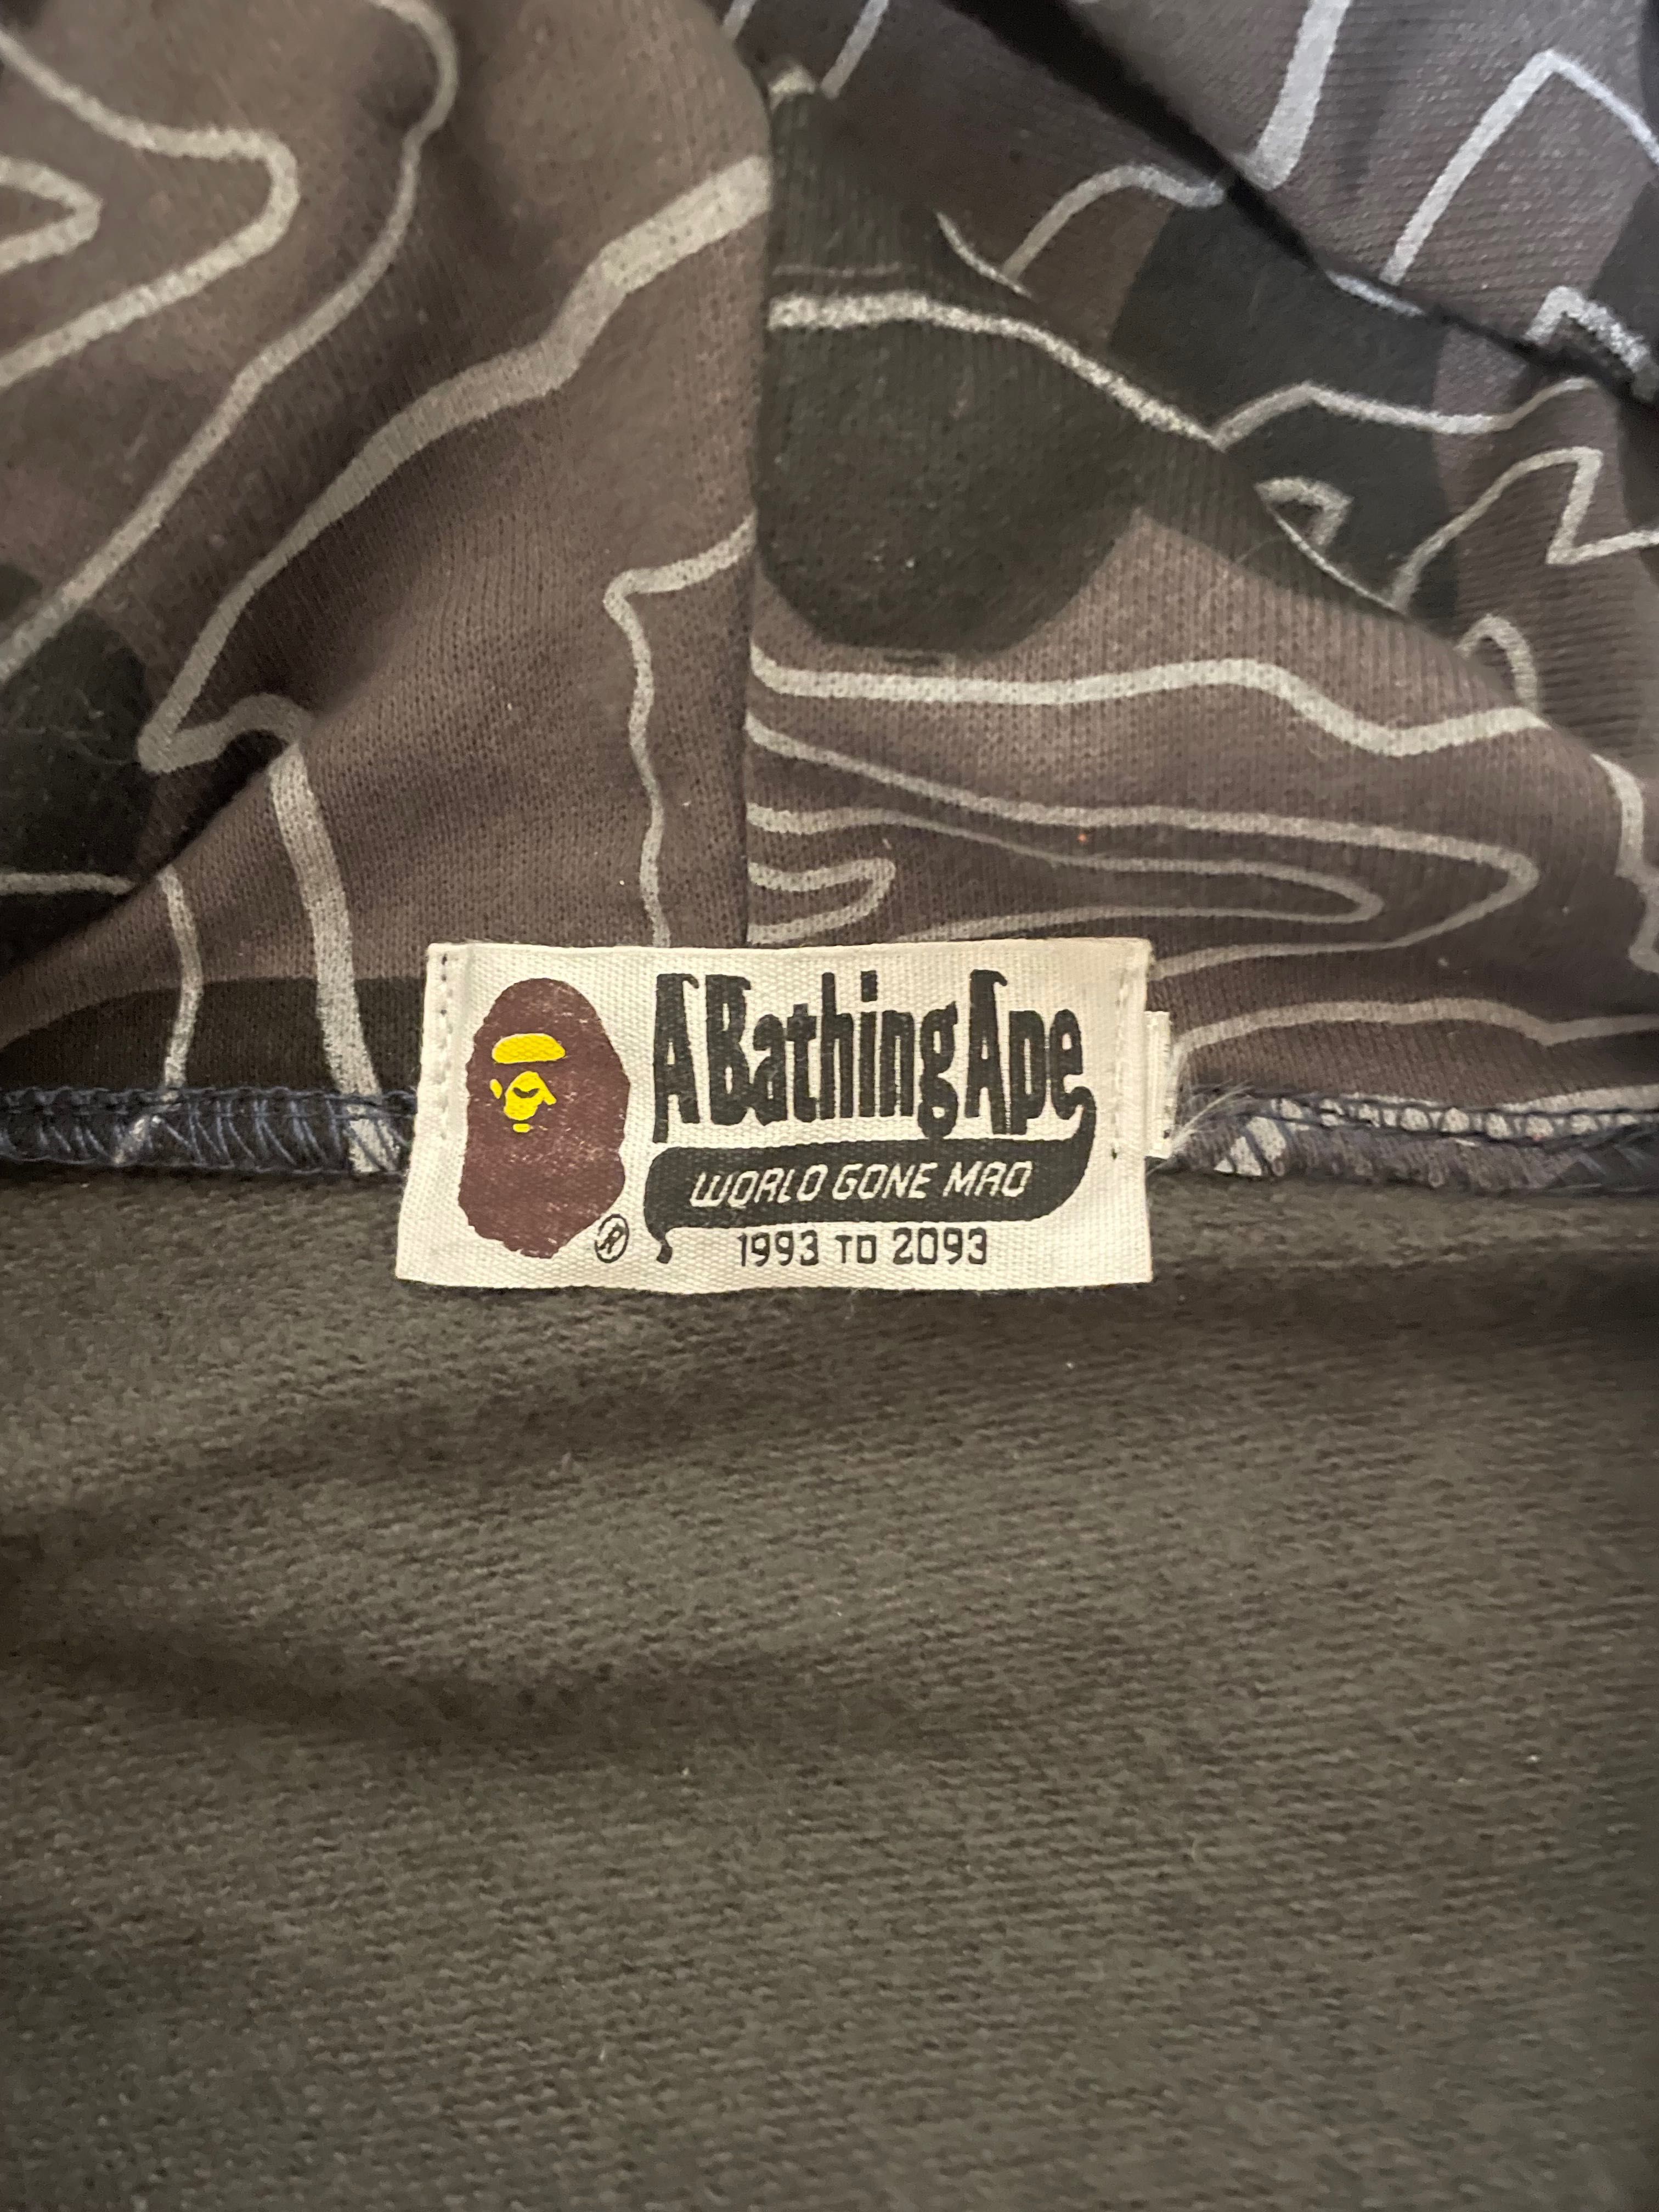 A Bathing Ape
WORLD GONE MAD
1993 TO 2093
®